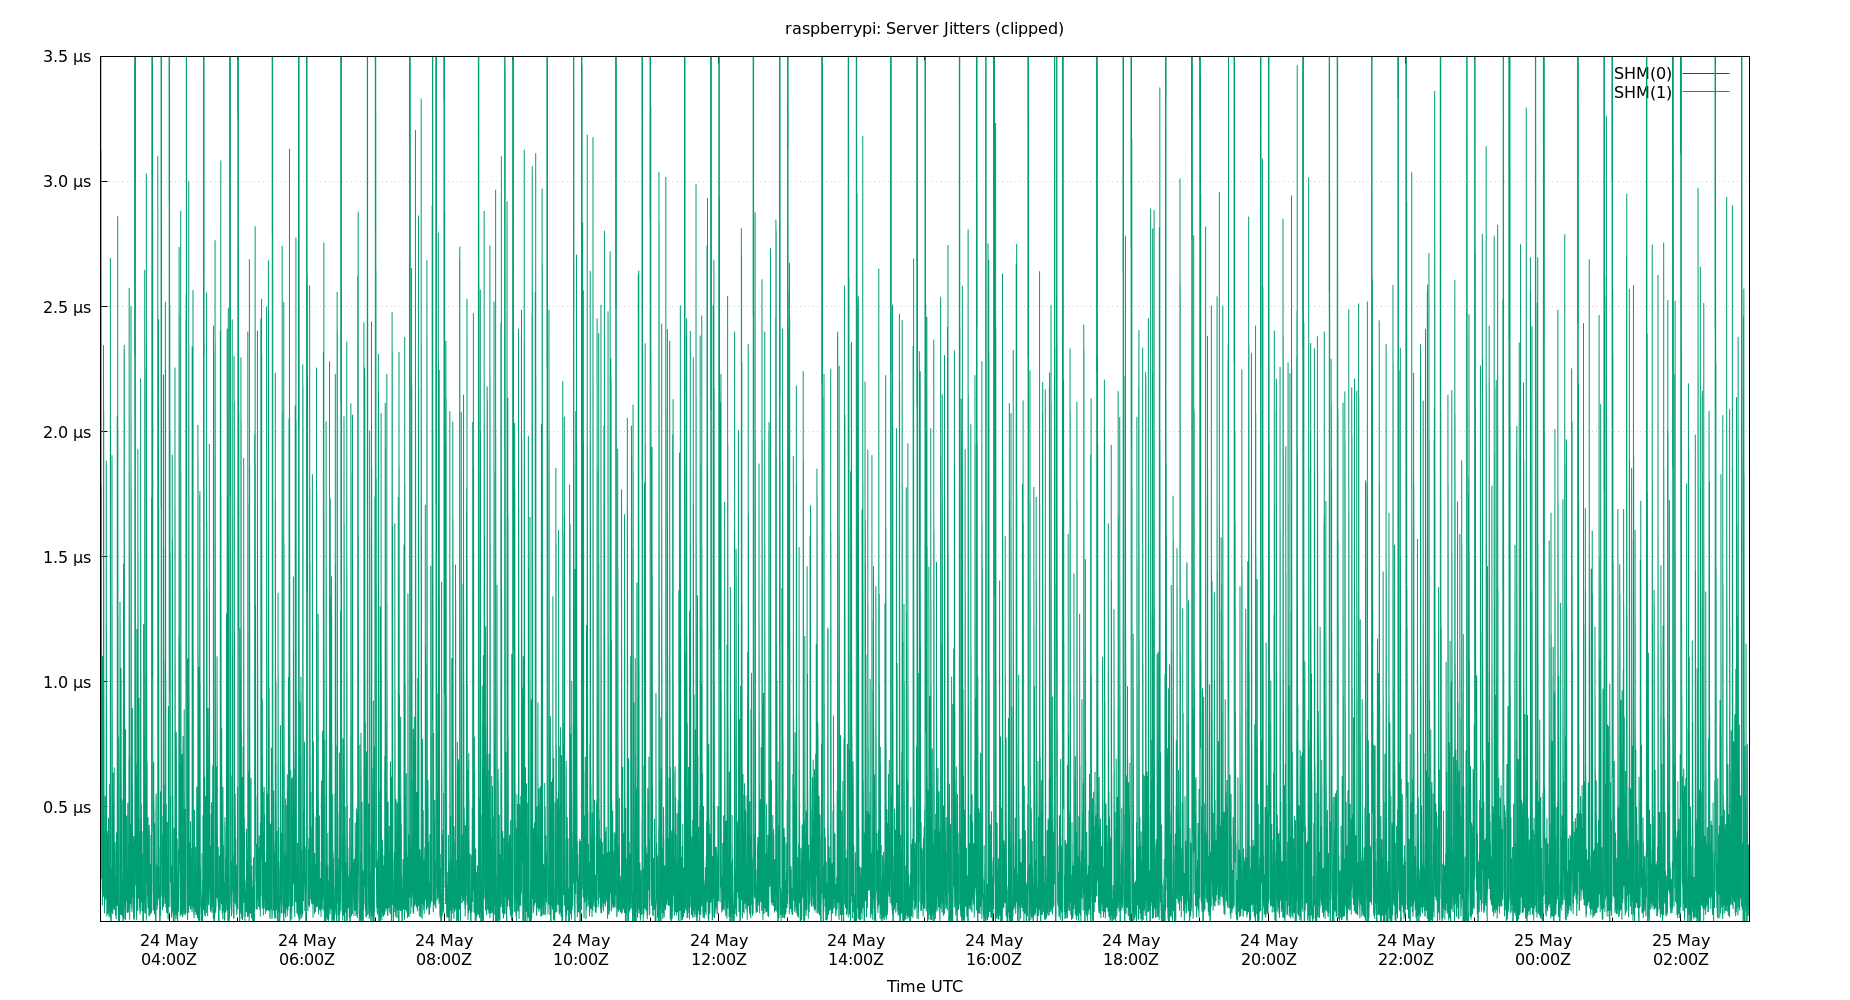 raspberrypi: Server Jitters (clipped)
3.5 µs
3.0 µs
2.5 µs
2.0 µs
1.5 µs
1.0 µs
0.5 µs
SHM(0)
SHM(1)
24 May 24 May 24 May 24 May 24 May 24 May 24 May 24 May 24 May 24 May 25 May 25 May
04:00Z 06:00Z 08:00Z 10:00Z 12:00Z 14:00Z 16:00Z 18:00Z 20:00Z 22:00Z 00:00Z 02:00Z
Time UTC